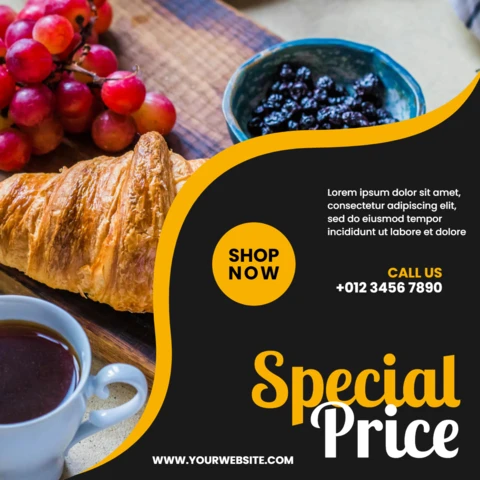 Lorem ipsum dolor sit amet,
consectetur adipiscing elit,
sed do eiusmod tempor
incididunt ut labore et dolore
SHOP
NOW
CALL US
+012 3456 7890
Special
Price
WWW.YOURWEBSITE.COM